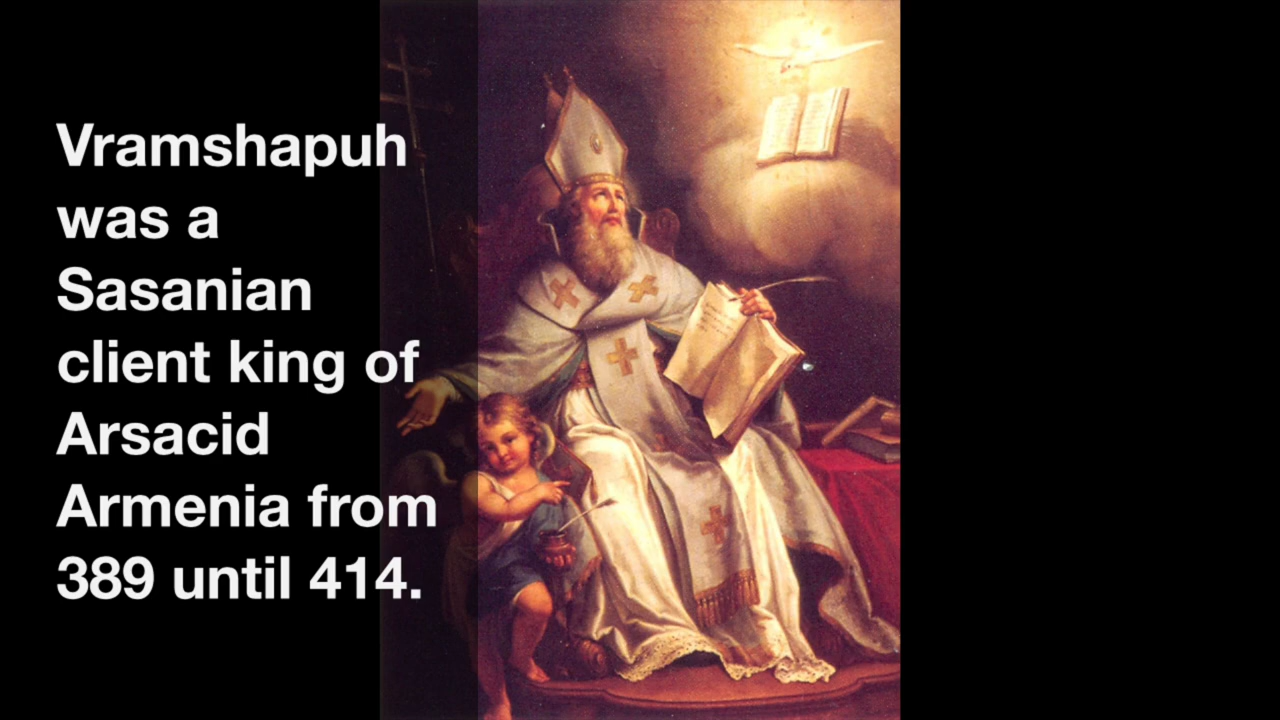 Vramshapuh
was a
Sasanian
client king of
Arsacid
Armenia from
389 until 414.